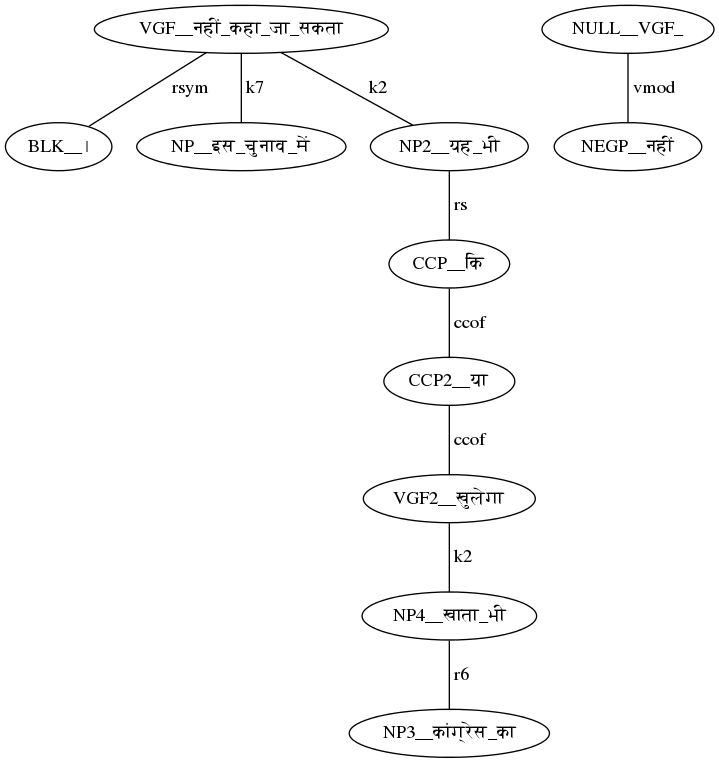 VGF__नहीं_कहा_जा_सकता NULL__VGF_
rsym k7 k2 vmod
BLK__। NP__इस_चुनाव_में NP2__यह_भी NEGP__नहीं
rs
CCP__कि
ccof
CCP2__या
ccof
VGF2__खुलेगा
k2
NP4__खाता_भी
r6
NP3__कांग्रेस_का